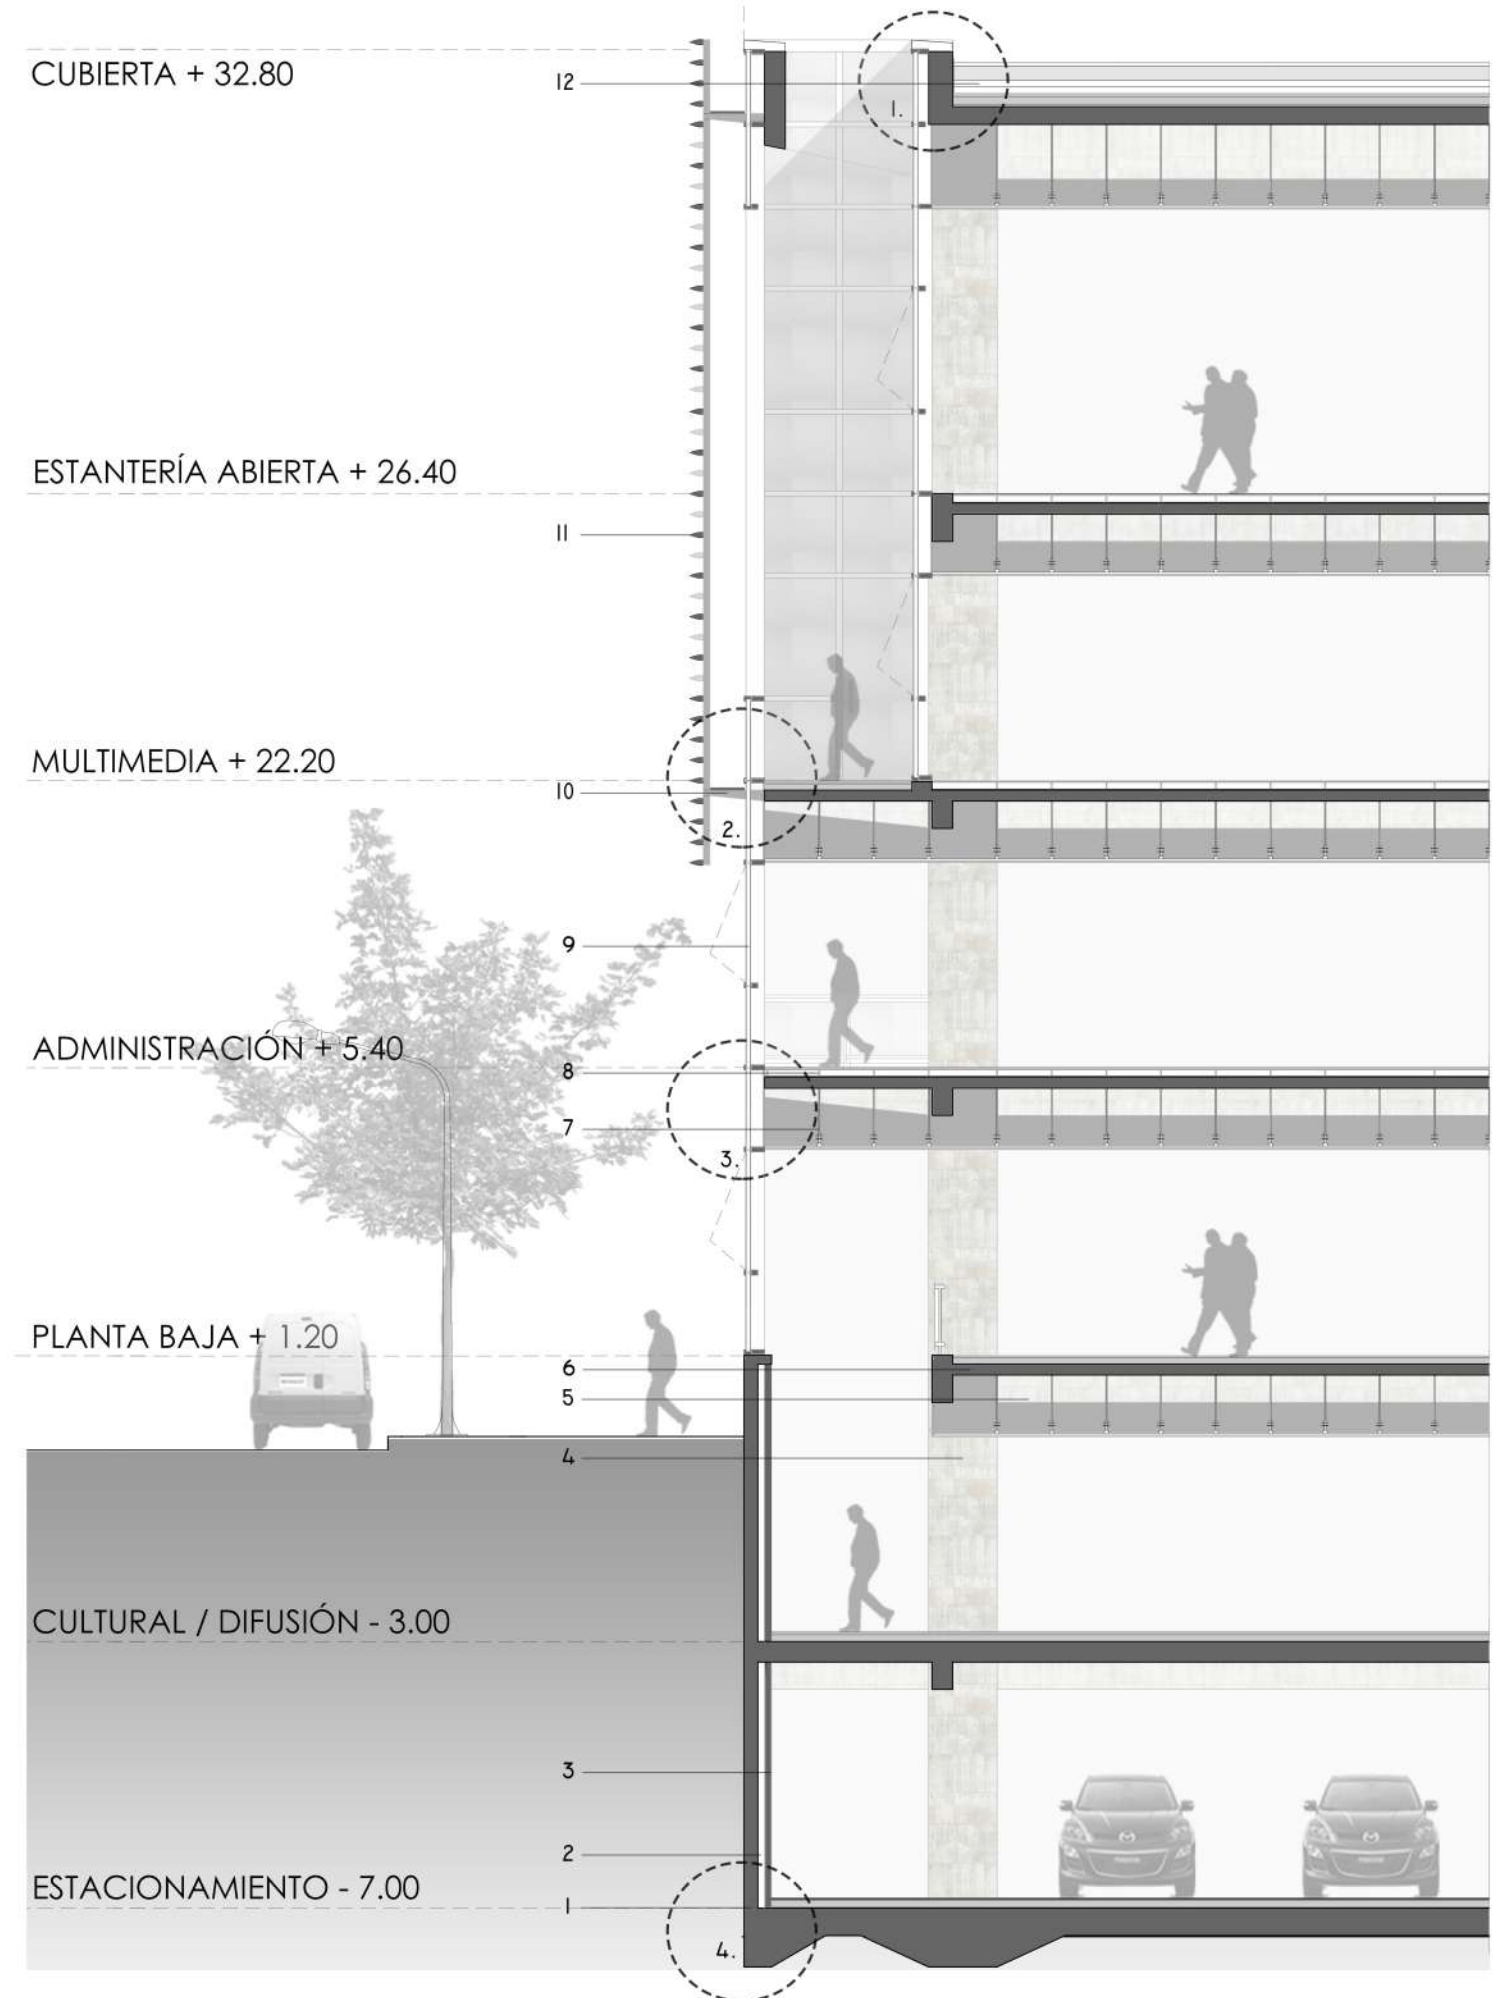 CUBIERTA + 32.80
12
1.
ESTANTERÍA ABIERTA + 26.40
11
MULTIMEDIA + 22.20
10
2.
9
ADMINISTRACIÓN + 5.40
8
7
3.
PLANTA BAJA + 1.20
6
5
4
CULTURAL / DIFUSIÓN - 3.00
3
2
ESTACIONAMIENTO - 7.00
1
4.